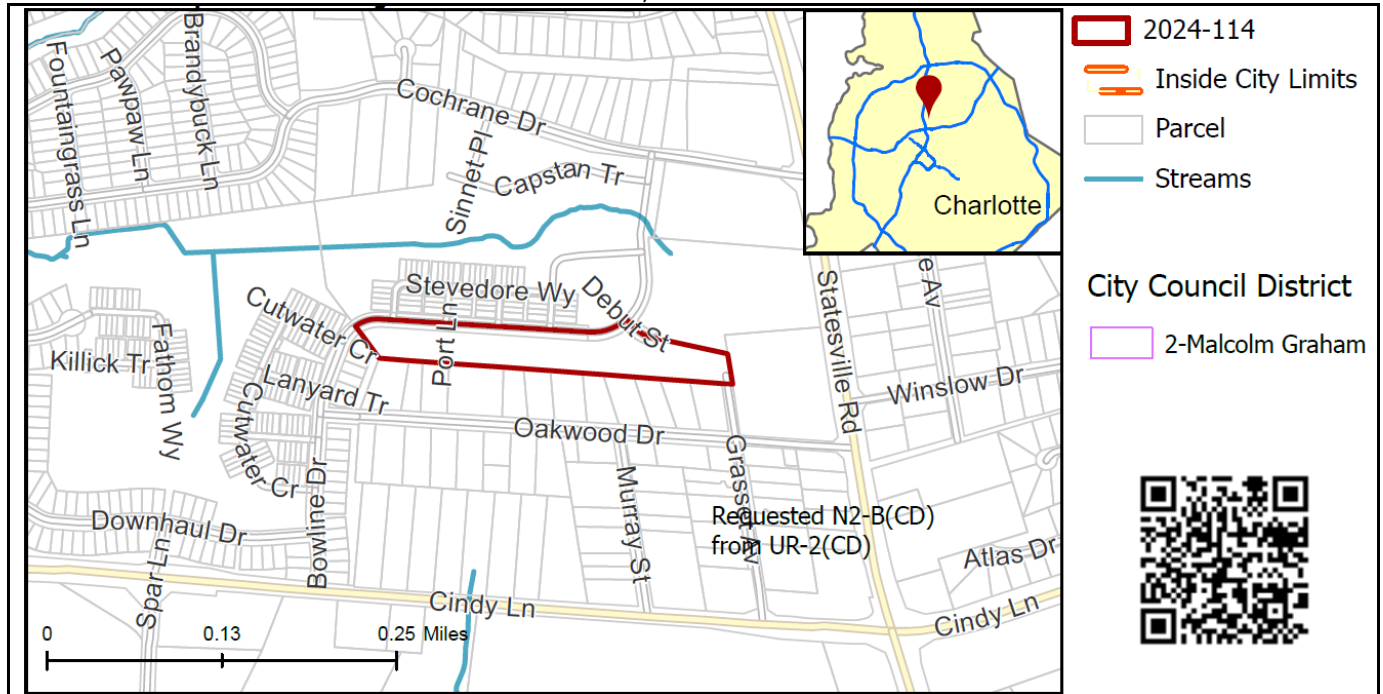 Fountaingrass Ln
Pawpaw Ln
Brandybuck Ln
Cochrane Dr
Sinnet Pl
Capstan Tr
Charlotte
Stevedore Wy
Debut St
Cutwater Cr
Port Ln
Killick Tr
Fathom Wy
Lanyard Tr
Cutwater Cr
Oakwood Dr
Statesville Rd
e Av
Winslow Dr
Bowline Dr
Murray St
Requested N2-B(CD)
from UR-2(CD)
Downhaul Dr
Spar Ln
Cindy Ln
Atlas Dr
Cindy Ln
0
0.13
0.25 Miles
2024-114
Inside City Limits
Parcel
Streams
City Council District
2-Malcolm Graham